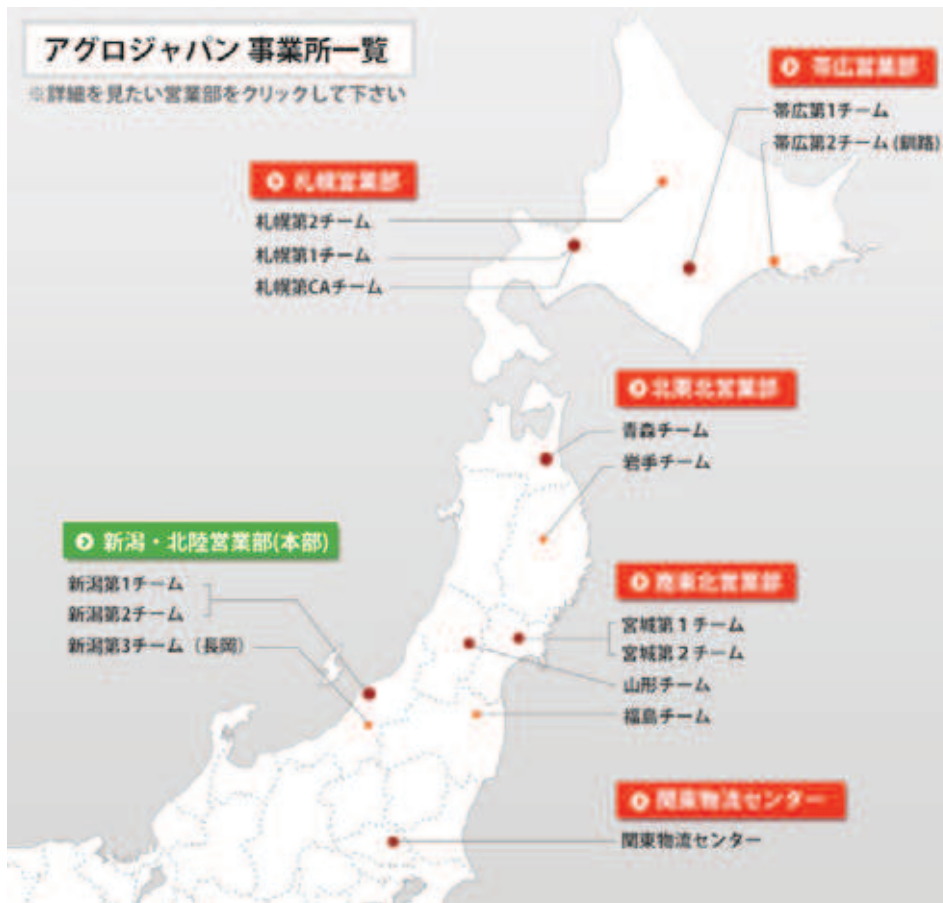 アグロジャパン 事業所一覧
※詳細を見たい営業部をクリックして下さい
帯広営業部
帯広第1チーム
帯広第2チーム (釧路)
札幌営業部
札幌第2チーム
札幌第1チーム
札幌第CAチーム
北東北営業部
青森チーム
岩手チーム
新潟・北陸営業部(本部)
新潟第1チーム
新潟第2チーム
新潟第3チーム（長岡）
南東北営業部
宮城第１チーム
宮城第２チーム
山形チーム
福島チーム
関東物流センター
関東物流センター